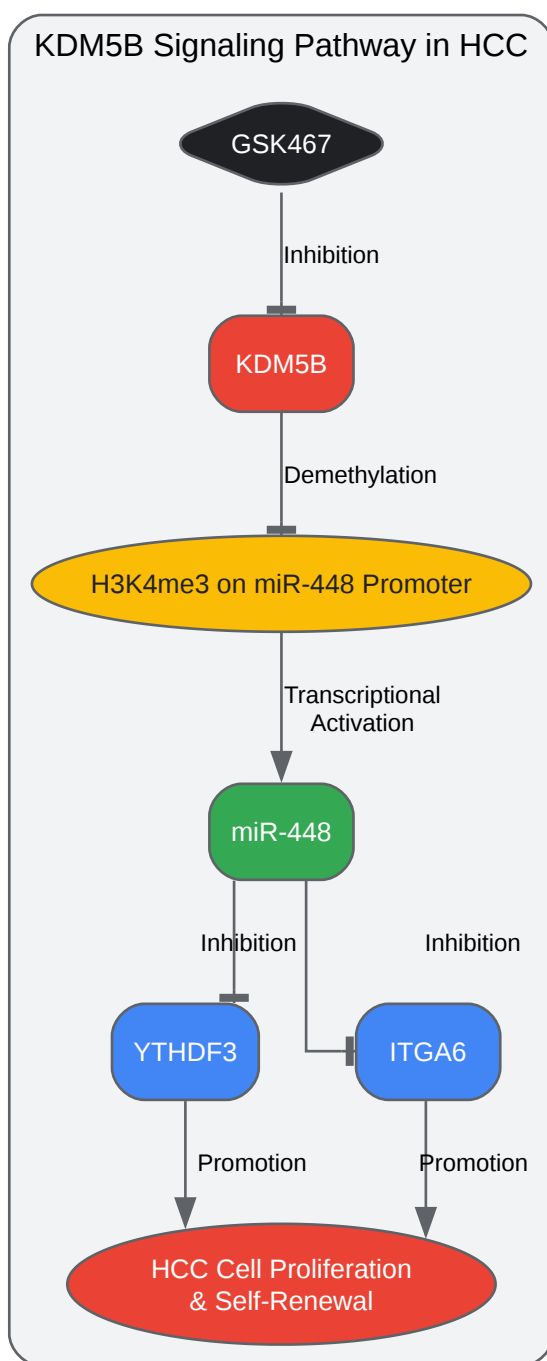 KDM5B Signaling Pathway in HCC
GSK467
Inhibition
KDM5B
Demethylation
H3K4me3 on miR-448 Promoter
Transcriptional
Activation
miR-448
Inhibition
Inhibition
YTHDF3
ITGA6
Promotion
Promotion
HCC Cell Proliferation
& Self-Renewal